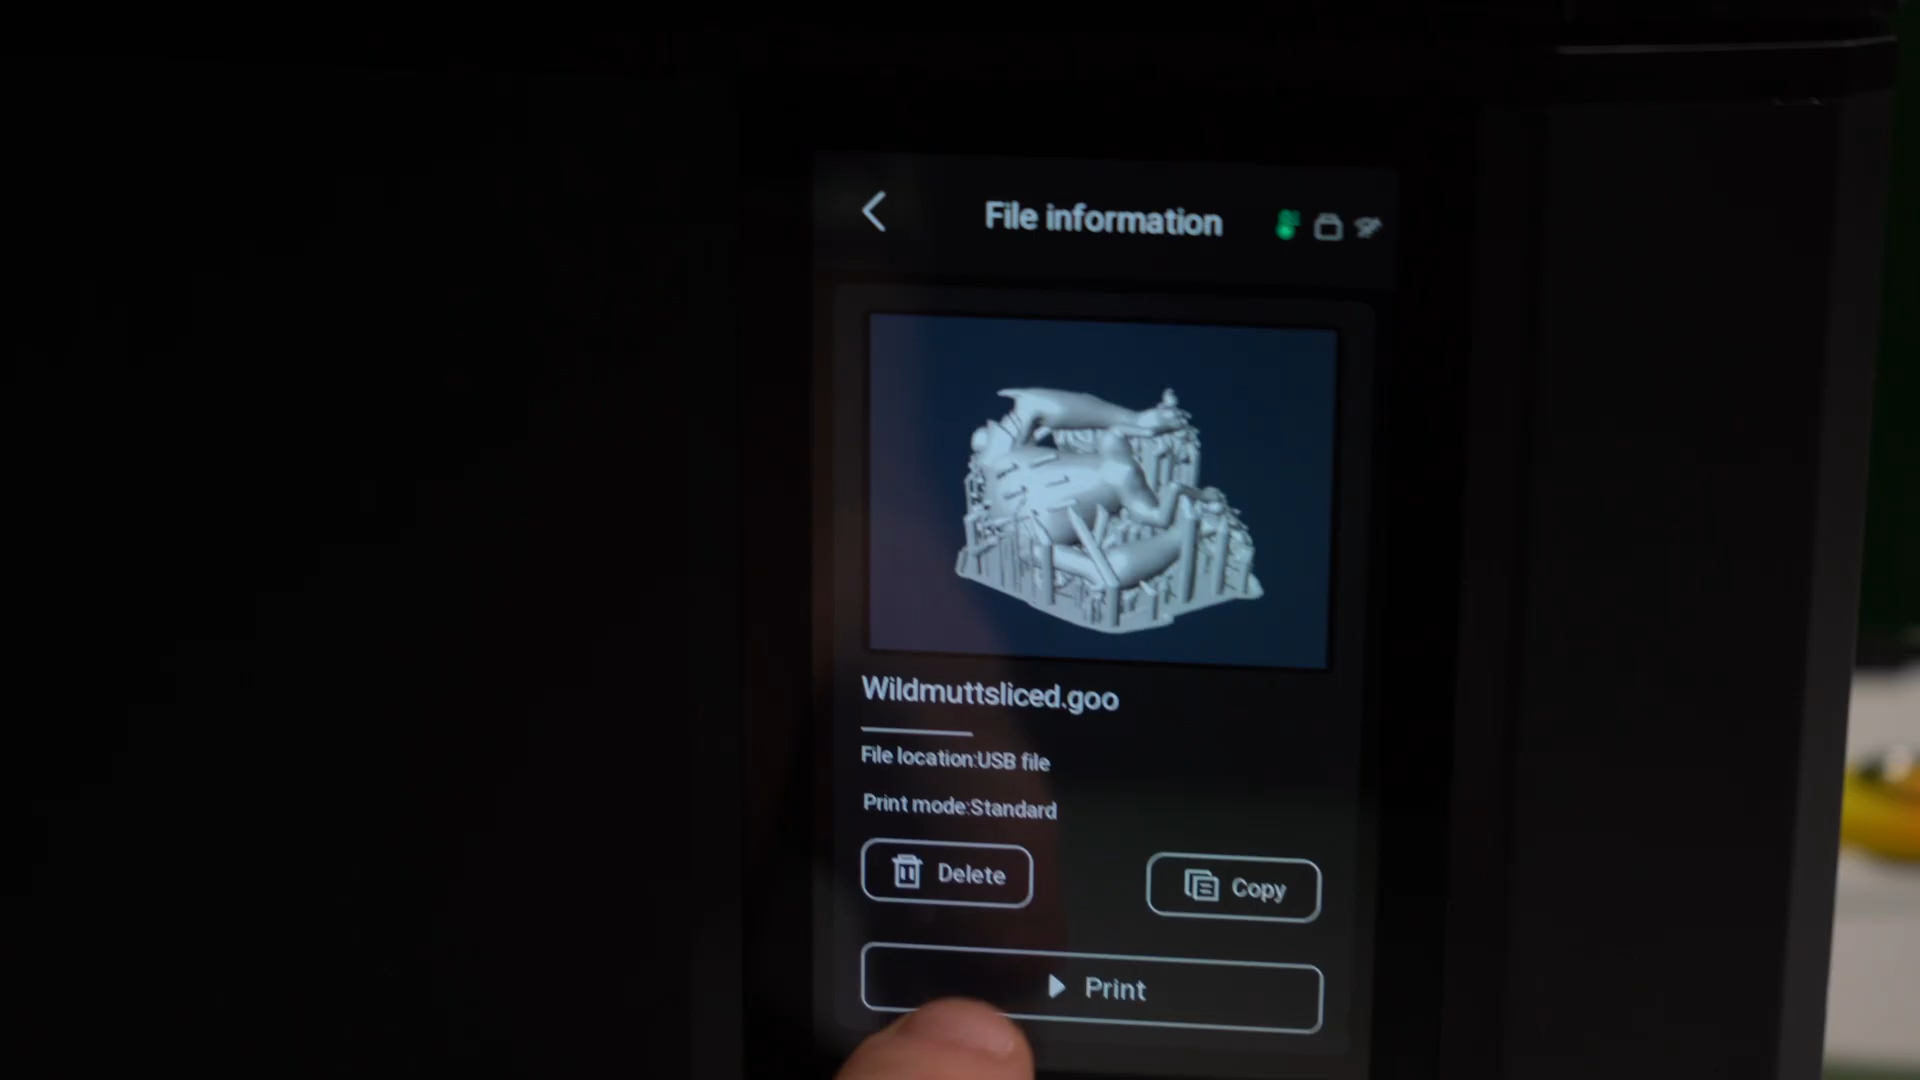 File information
Wildmuttsliced.goo
File location:USB file
Print mode:Standard
Delete
Copy
Print